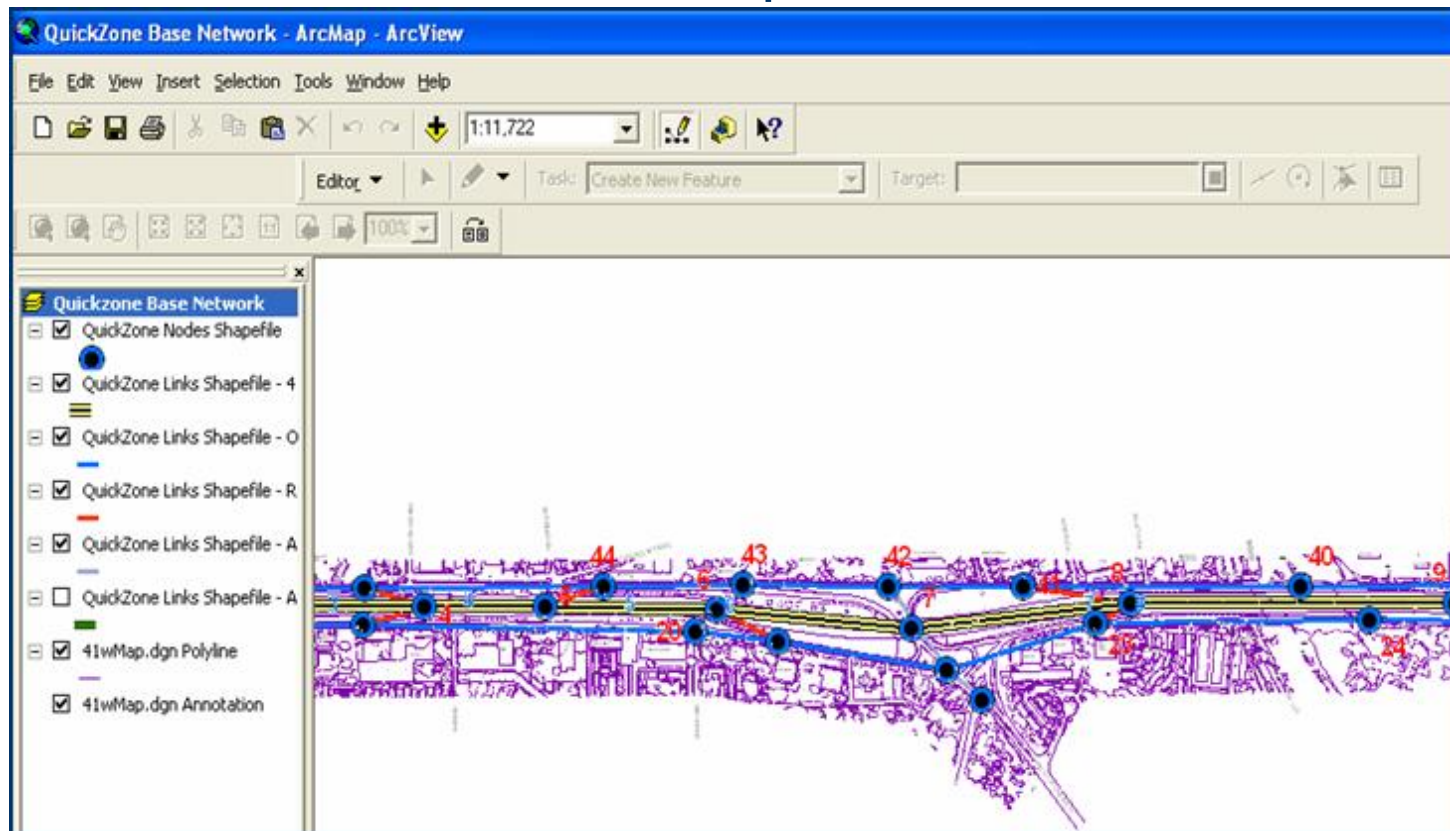 QuickZone Base Network - ArcMap - ArcView
File Edit View Insert Selection Tools Window Help
1:11,722
Editor Task: Create New Feature Target:
100%
Quickzone Base Network
QuickZone Nodes Shapefile
QuickZone Links Shapefile - 4
QuickZone Links Shapefile - O
QuickZone Links Shapefile - R
QuickZone Links Shapefile - A
QuickZone Links Shapefile - A
41wMap.dgn Polyline
41wMap.dgn Annotation
44 43 42 41 8 40 9
4 7
20 24